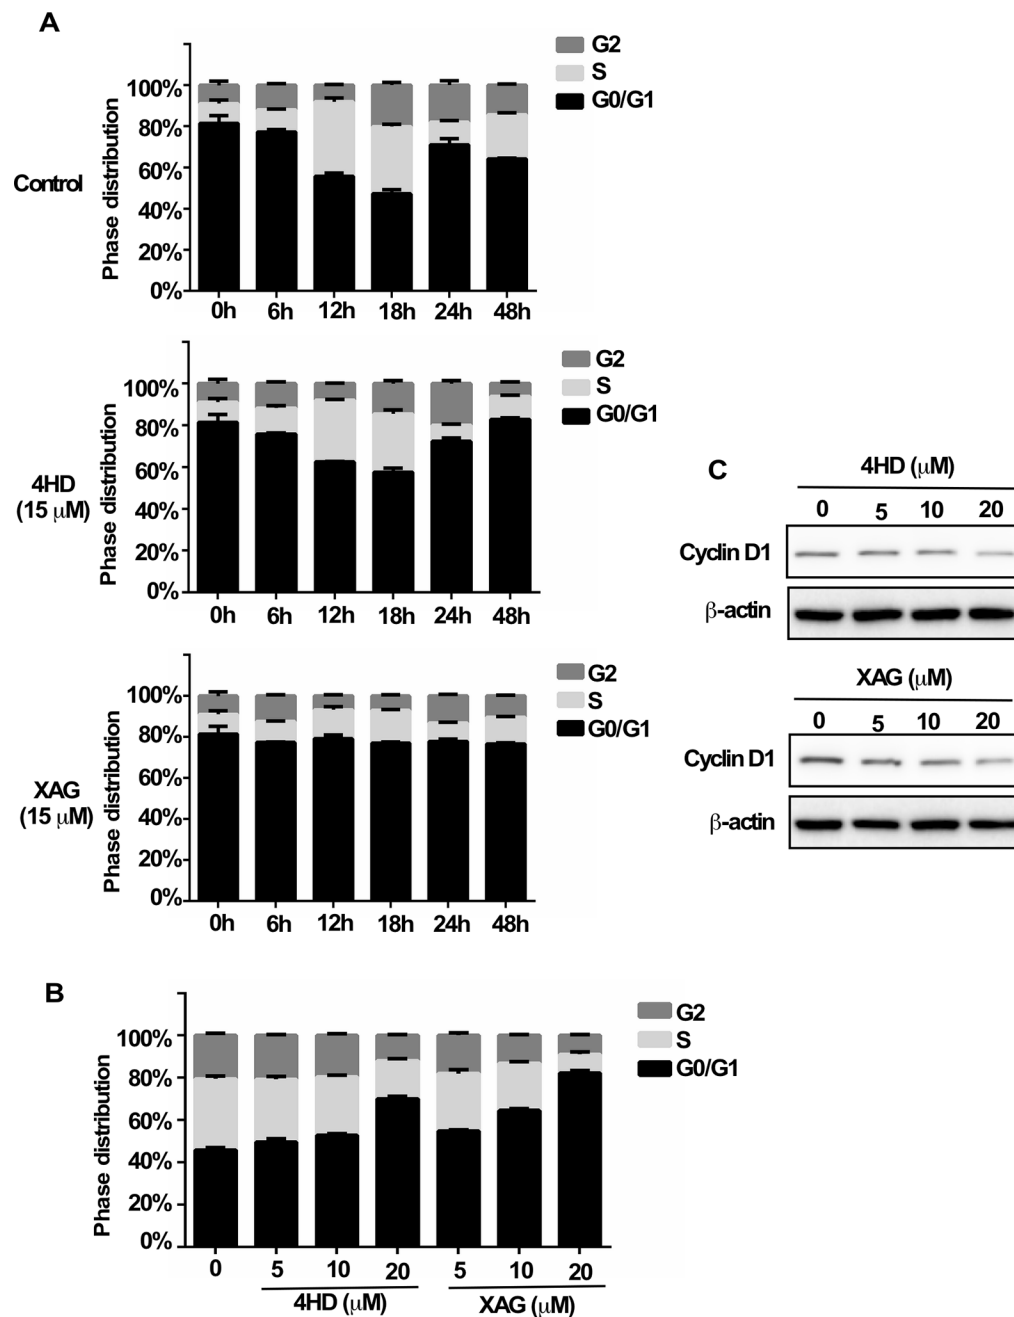 A
G2
S
G0/G1
100%
80%
60%
40%
20%
0%
Phase distribution
Control
0h 6h 12h 18h 24h 48h
G2
S
G0/G1
100%
80%
60%
40%
20%
0%
Phase distribution
4HD
(15 μM)
0h 6h 12h 18h 24h 48h
G2
S
G0/G1
100%
80%
60%
40%
20%
0%
Phase distribution
XAG
(15 μM)
0h 6h 12h 18h 24h 48h
C
4HD (μM)
0 5 10 20
Cyclin D1
β-actin
XAG (μM)
0 5 10 20
Cyclin D1
β-actin
B
G2
S
G0/G1
100%
80%
60%
40%
20%
0%
Phase distribution
0 5 10 20 5 10 20
4HD (μM) XAG (μM)